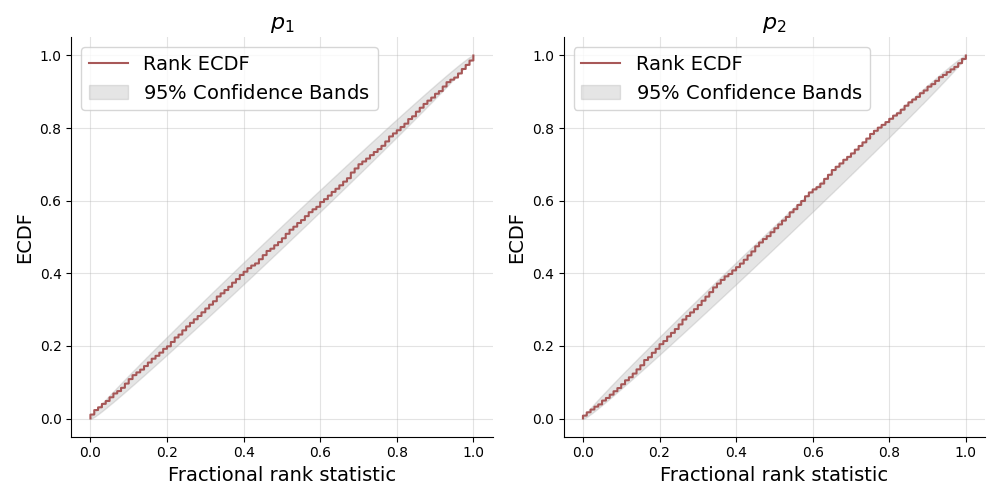 p₁
Rank ECDF
95% Confidence Bands
ECDF
1.0
0.8
0.6
0.4
0.2
0.0
0.0 0.2 0.4 0.6 0.8 1.0
Fractional rank statistic
p₂
Rank ECDF
95% Confidence Bands
ECDF
1.0
0.8
0.6
0.4
0.2
0.0
0.0 0.2 0.4 0.6 0.8 1.0
Fractional rank statistic